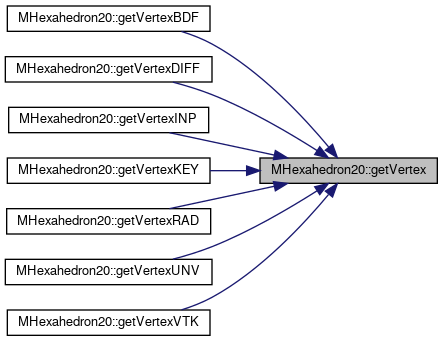 MHexahedron20::getVertexBDF
MHexahedron20::getVertexDIFF
MHexahedron20::getVertexINP
MHexahedron20::getVertexKEY
MHexahedron20::getVertex
MHexahedron20::getVertexRAD
MHexahedron20::getVertexUNV
MHexahedron20::getVertexVTK